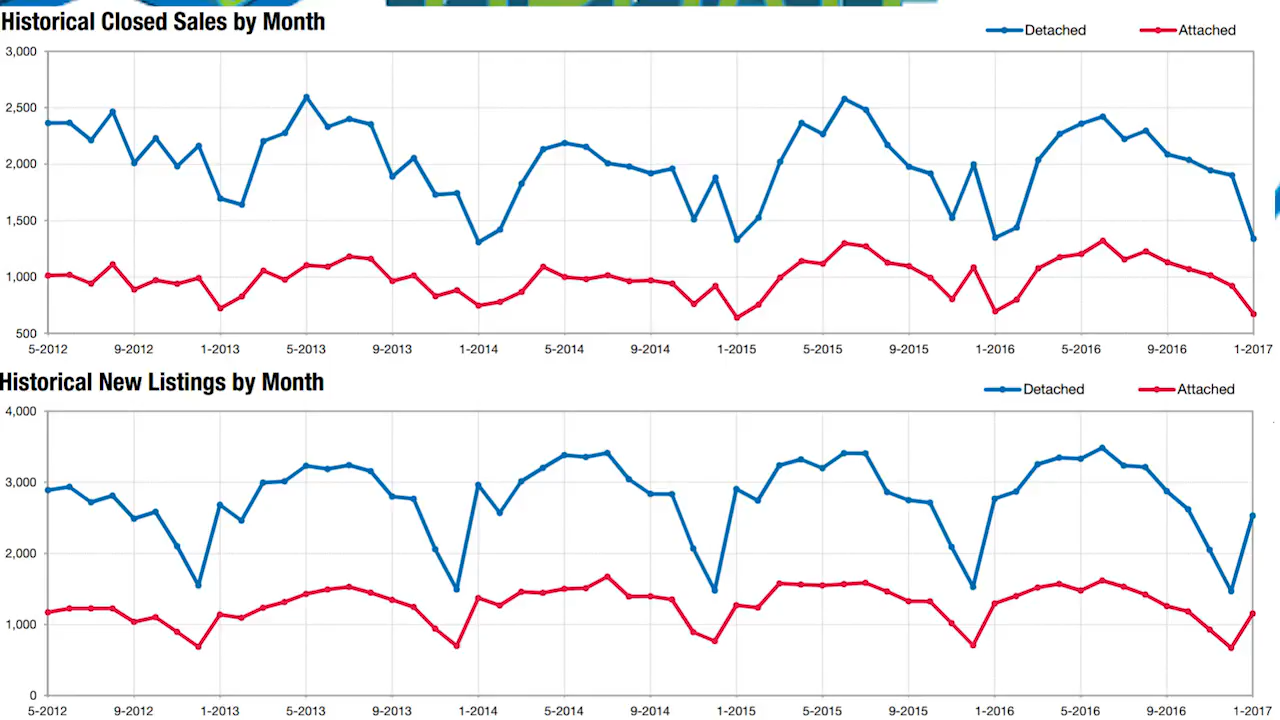 Historical Closed Sales by Month
Detached Attached
3,000
2,500
2,000
1,500
1,000
500
5-2012 9-2012 1-2013 5-2013 9-2013 1-2014 5-2014 9-2014 1-2015 5-2015 9-2015 1-2016 5-2016 9-2016 1-2017
Historical New Listings by Month
Detached Attached
4,000
3,000
2,000
1,000
0
5-2012 9-2012 1-2013 5-2013 9-2013 1-2014 5-2014 9-2014 1-2015 5-2015 9-2015 1-2016 5-2016 9-2016 1-2017